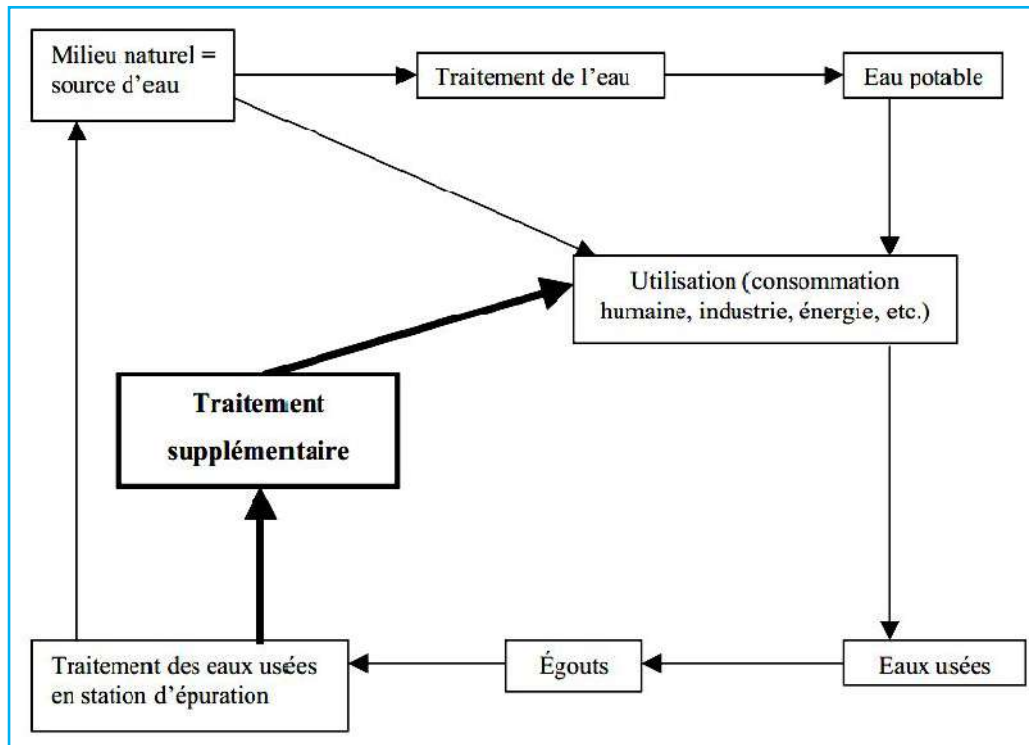 Milieu naturel =
source d’eau
Traitement de l’eau
Eau potable
Utilisation (consommation
humaine, industrie, énergie, etc.)
Traitement
supplémentaire
Traitement des eaux usées
en station d’épuration
Égouts
Eaux usées